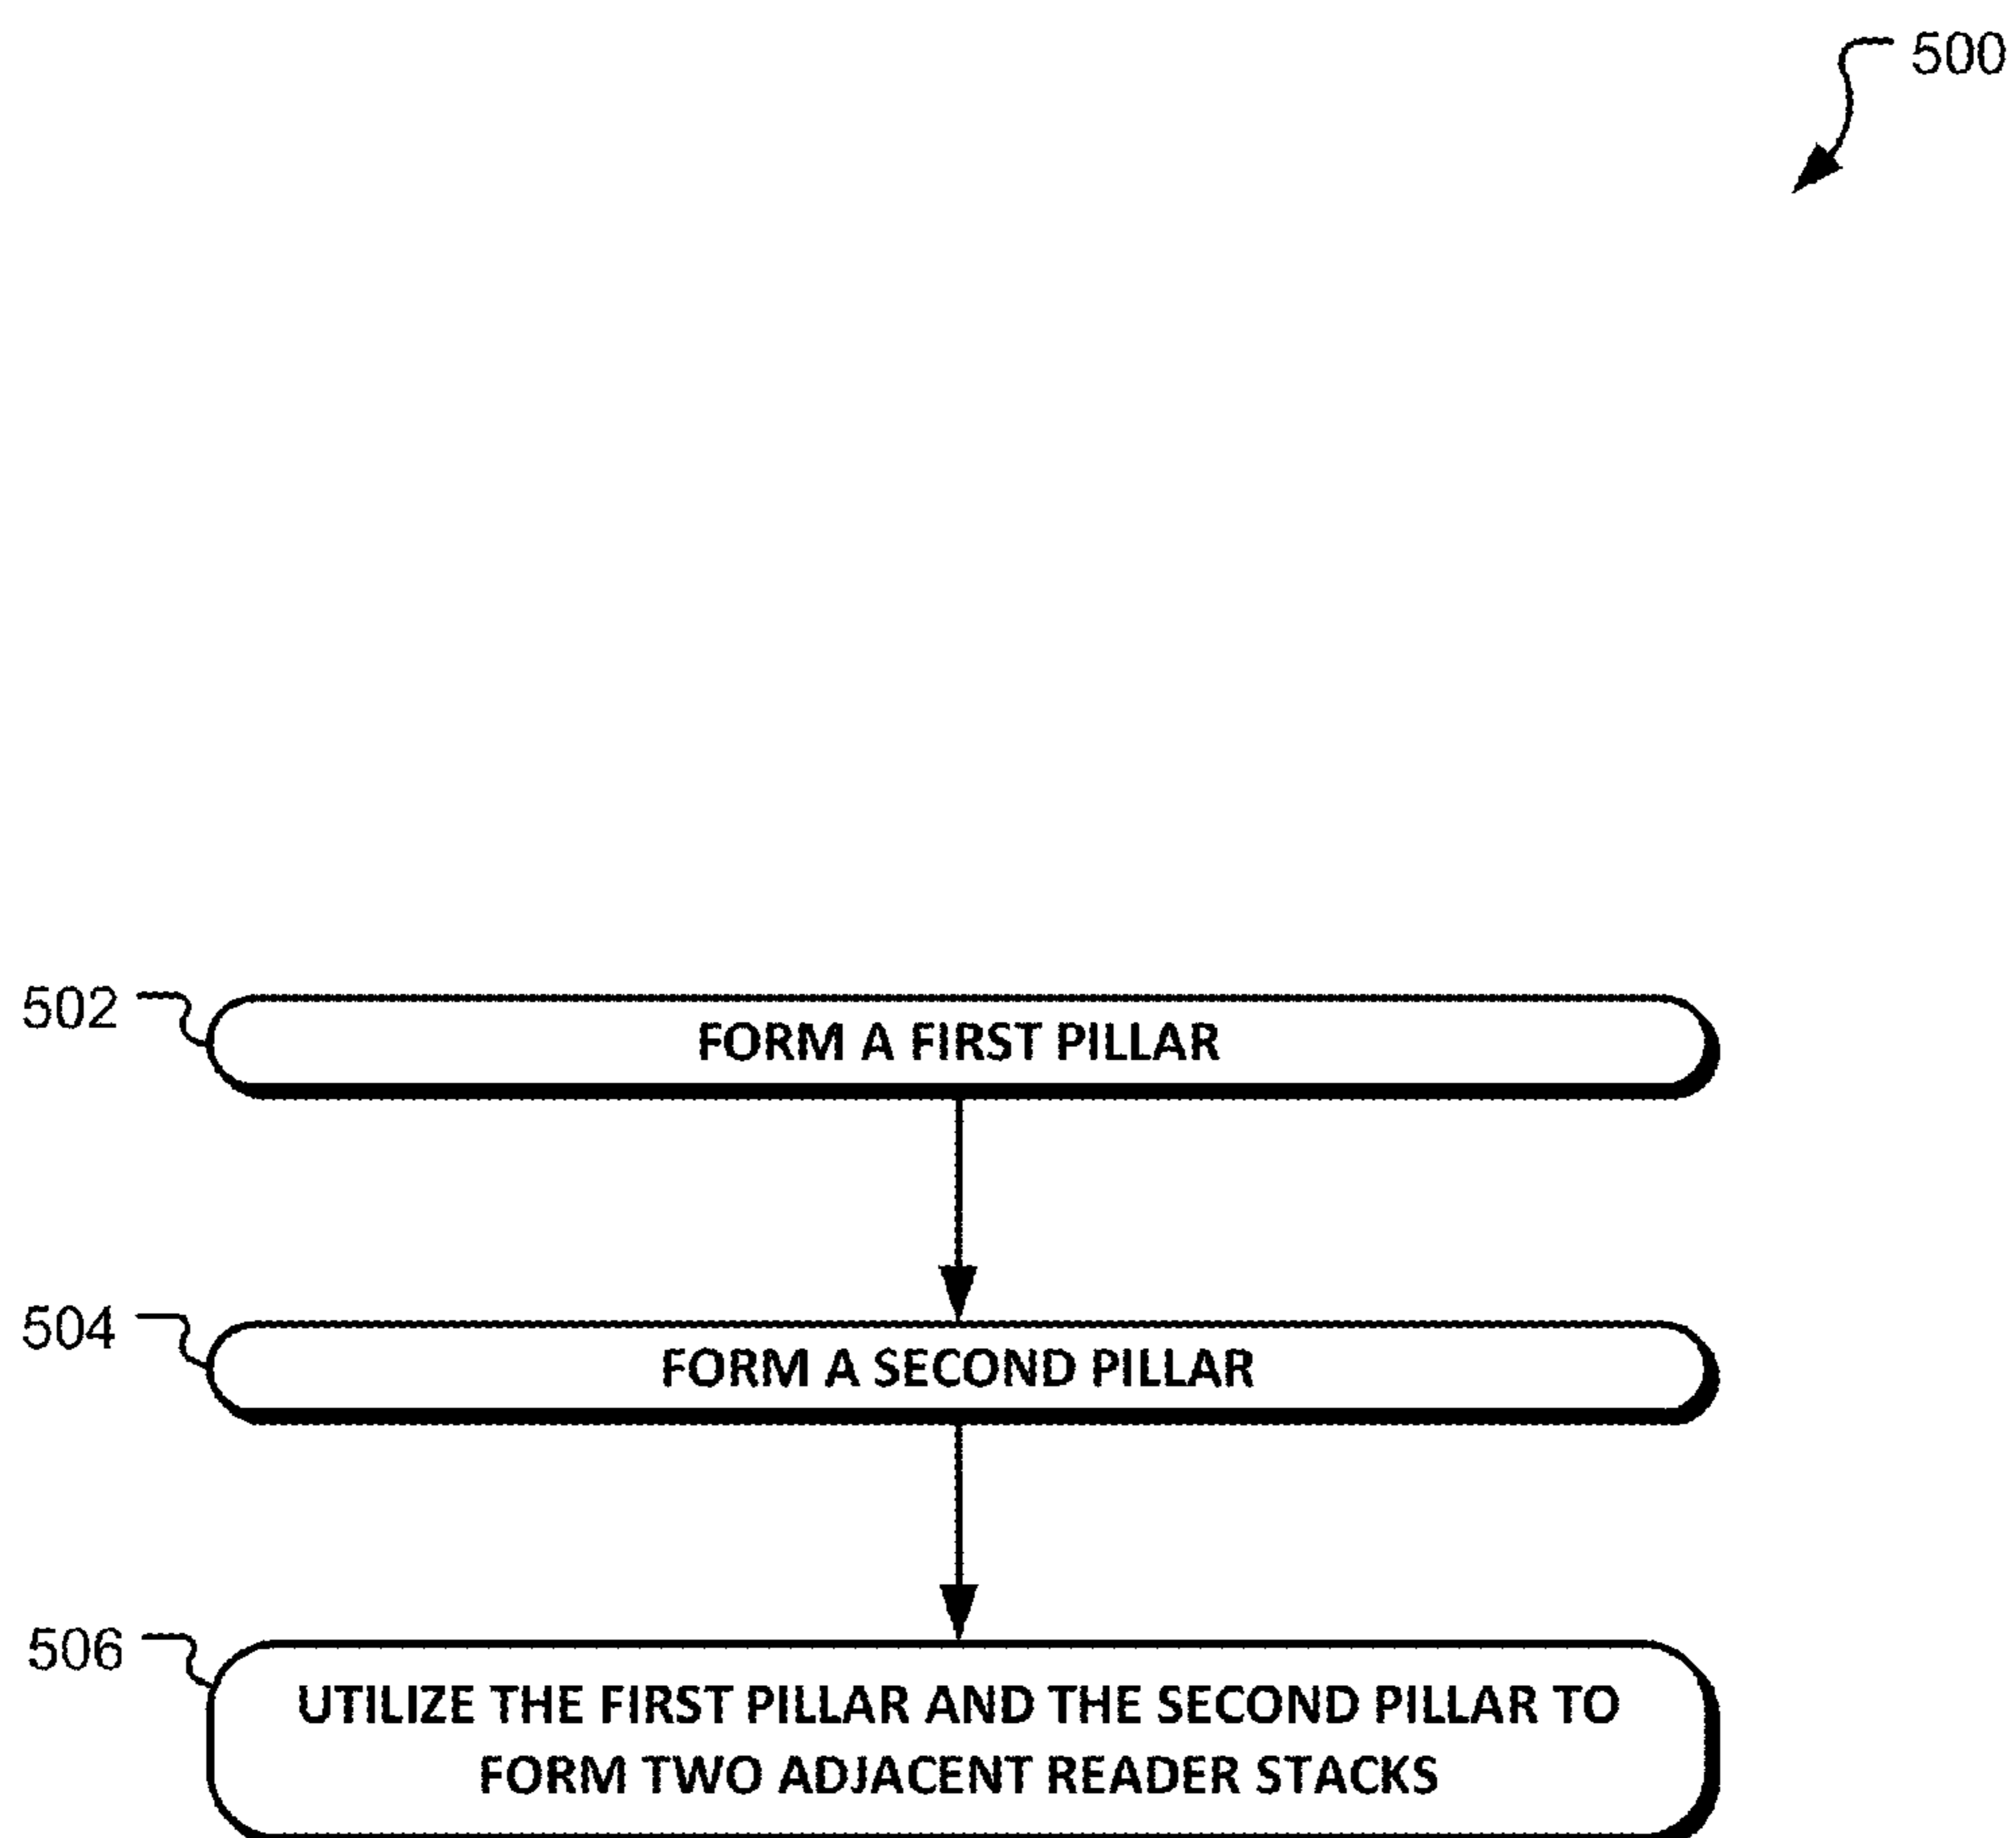 500
502
FORM A FIRST PILLAR
504
FORM A SECOND PILLAR
506
UTILIZE THE FIRST PILLAR AND THE SECOND PILLAR TO
FORM TWO ADJACENT READER STACKS